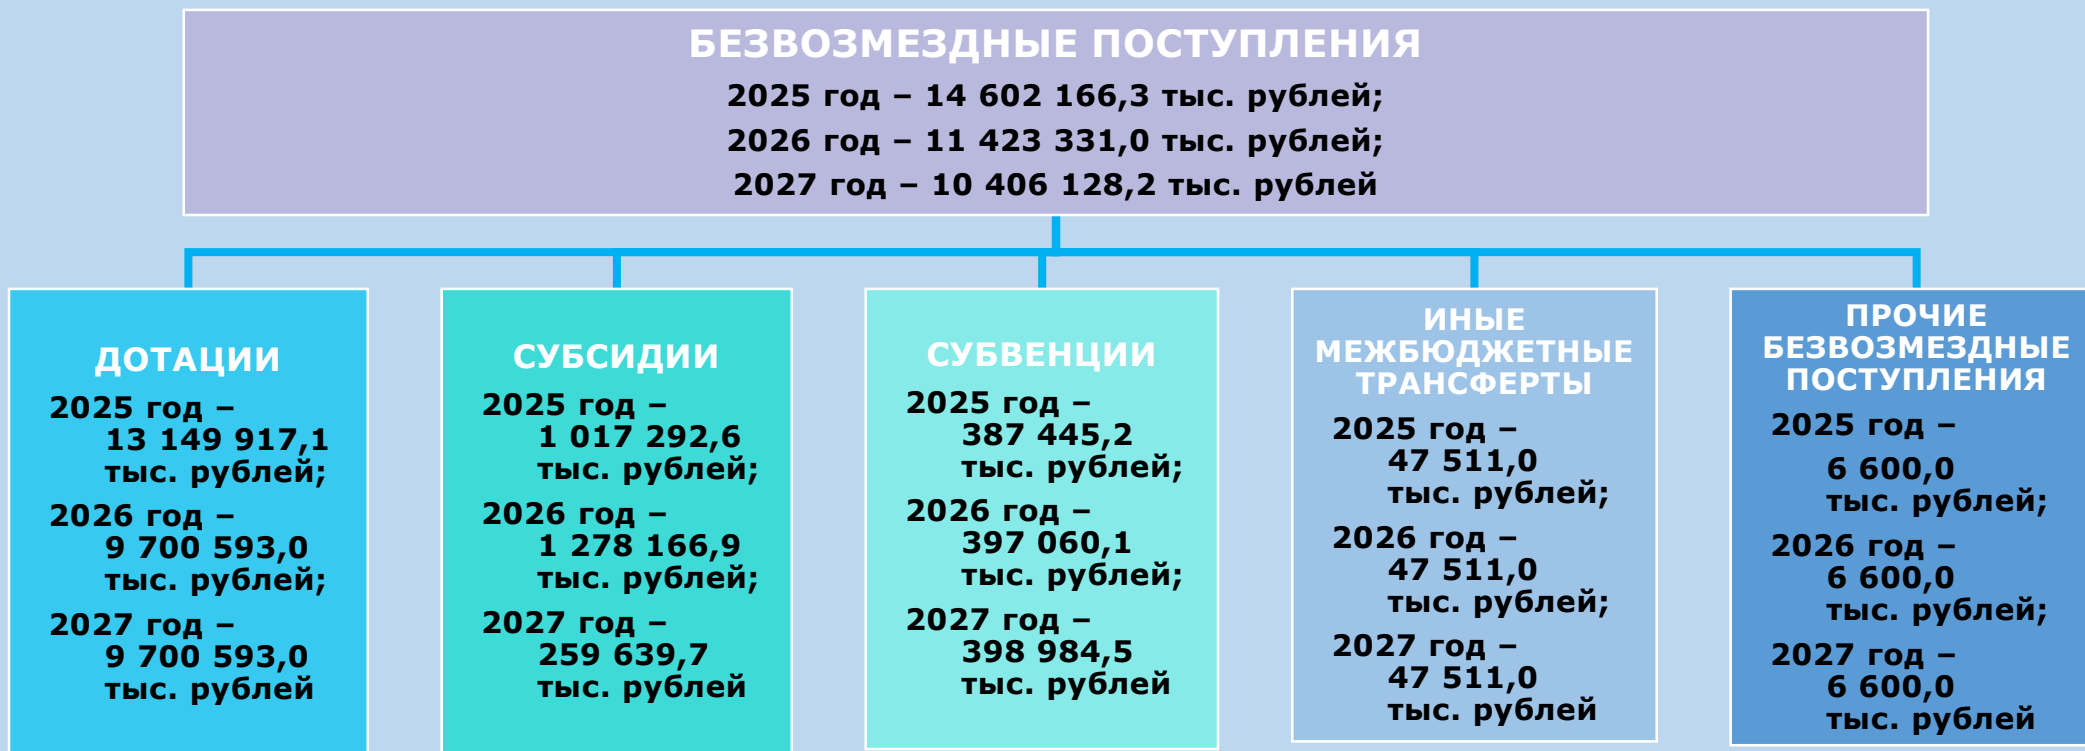 БЕЗВОЗМЕЗДНЫЕ ПОСТУПЛЕНИЯ
2025 год – 14 602 166,3 тыс. рублей;
2026 год – 11 423 331,0 тыс. рублей;
2027 год – 10 406 128,2 тыс. рублей
ДОТАЦИИ
2025 год –
13 149 917,1
тыс. рублей;
2026 год –
9 700 593,0
тыс. рублей;
2027 год –
9 700 593,0
тыс. рублей
СУБСИДИИ
2025 год –
1 017 292,6
тыс. рублей;
2026 год –
1 278 166,9
тыс. рублей;
2027 год –
259 639,7
тыс. рублей
СУБВЕНЦИИ
2025 год –
387 445,2
тыс. рублей;
2026 год –
397 060,1
тыс. рублей;
2027 год –
398 984,5
тыс. рублей
ИНЫЕ
МЕЖБЮДЖЕТНЫЕ
ТРАНСФЕРТЫ
2025 год –
47 511,0
тыс. рублей;
2026 год –
47 511,0
тыс. рублей;
2027 год –
47 511,0
тыс. рублей
ПРОЧИЕ
БЕЗВОЗМЕЗДНЫЕ
ПОСТУПЛЕНИЯ
2025 год –
6 600,0
тыс. рублей;
2026 год –
6 600,0
тыс. рублей;
2027 год –
6 600,0
тыс. рублей